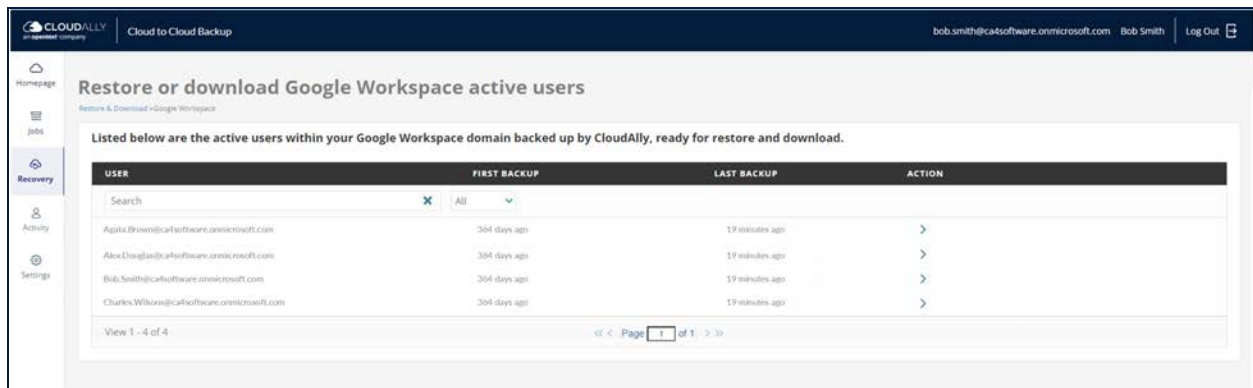 CLOUDALLY
an opentext company
Cloud to Cloud Backup
bob.smith@ca4software.onmicrosoft.com Bob Smith Log Out
Homepage
Jobs
Recovery
Activity
Settings
Restore or download Google Workspace active users
Restore & Download >Google Workspace
Listed below are the active users within your Google Workspace domain backed up by CloudAlly, ready for restore and download.
USER FIRST BACKUP LAST BACKUP ACTION
Search All
Agata.Brown@ca4software.onmicrosoft.com 364 days ago 19 minutes ago
Alex.Douglas@ca4software.onmicrosoft.com 364 days ago 19 minutes ago
Bob.Smith@ca4software.onmicrosoft.com 364 days ago 19 minutes ago
Charles.Wilsons@ca4software.onmicrosoft.com 364 days ago 19 minutes ago
View 1 - 4 of 4 << < Page 1 of 1 > >>